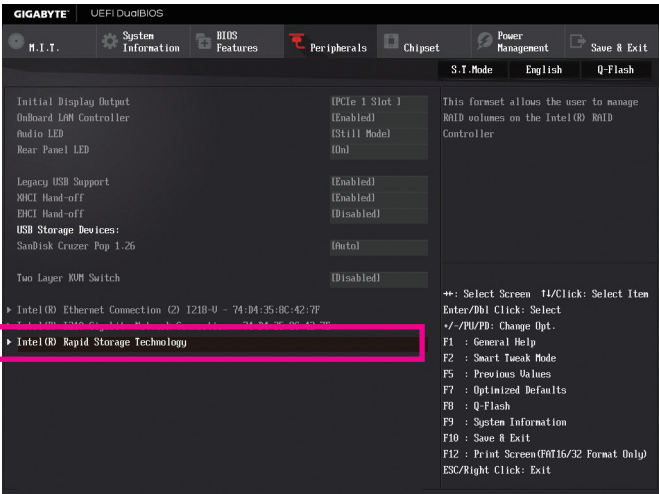 GIGABYTE™ UEFI DualBIOS
M.I.T. System Information BIOS Features Peripherals Chipset Power Management Save & Exit
S.T.Mode English Q-Flash
Initial Display Output [PCIe 1 Slot ]
OnBoard LAN Controller [Enabled]
Audio LED [Still Mode]
Rear Panel LED [On]
Legacy USB Support [Enabled]
XHCI Hand-off [Enabled]
EHCI Hand-off [Disabled]
USB Storage Devices:
SanDisk Cruzer Pop 1.26 [Auto]
Two Layer KVM Switch [Disabled]
Intel(R) Ethernet Connection (2) I218-V - 74:D4:35:8C:42:7F
Intel(R) Rapid Storage Technology
This formset allows the user to manage
RAID volumes on the Intel(R) RAID
Controller
→←: Select Screen ↑↓/Click: Select Item
Enter/Dbl Click: Select
+/-/PU/PD: Change Opt.
F1 : General Help
F2 : Smart Tweak Mode
F5 : Previous Values
F7 : Optimized Defaults
F8 : Q-Flash
F9 : System Information
F10 : Save & Exit
F12 : Print Screen(FAT16/32 Format Only)
ESC/Right Click: Exit